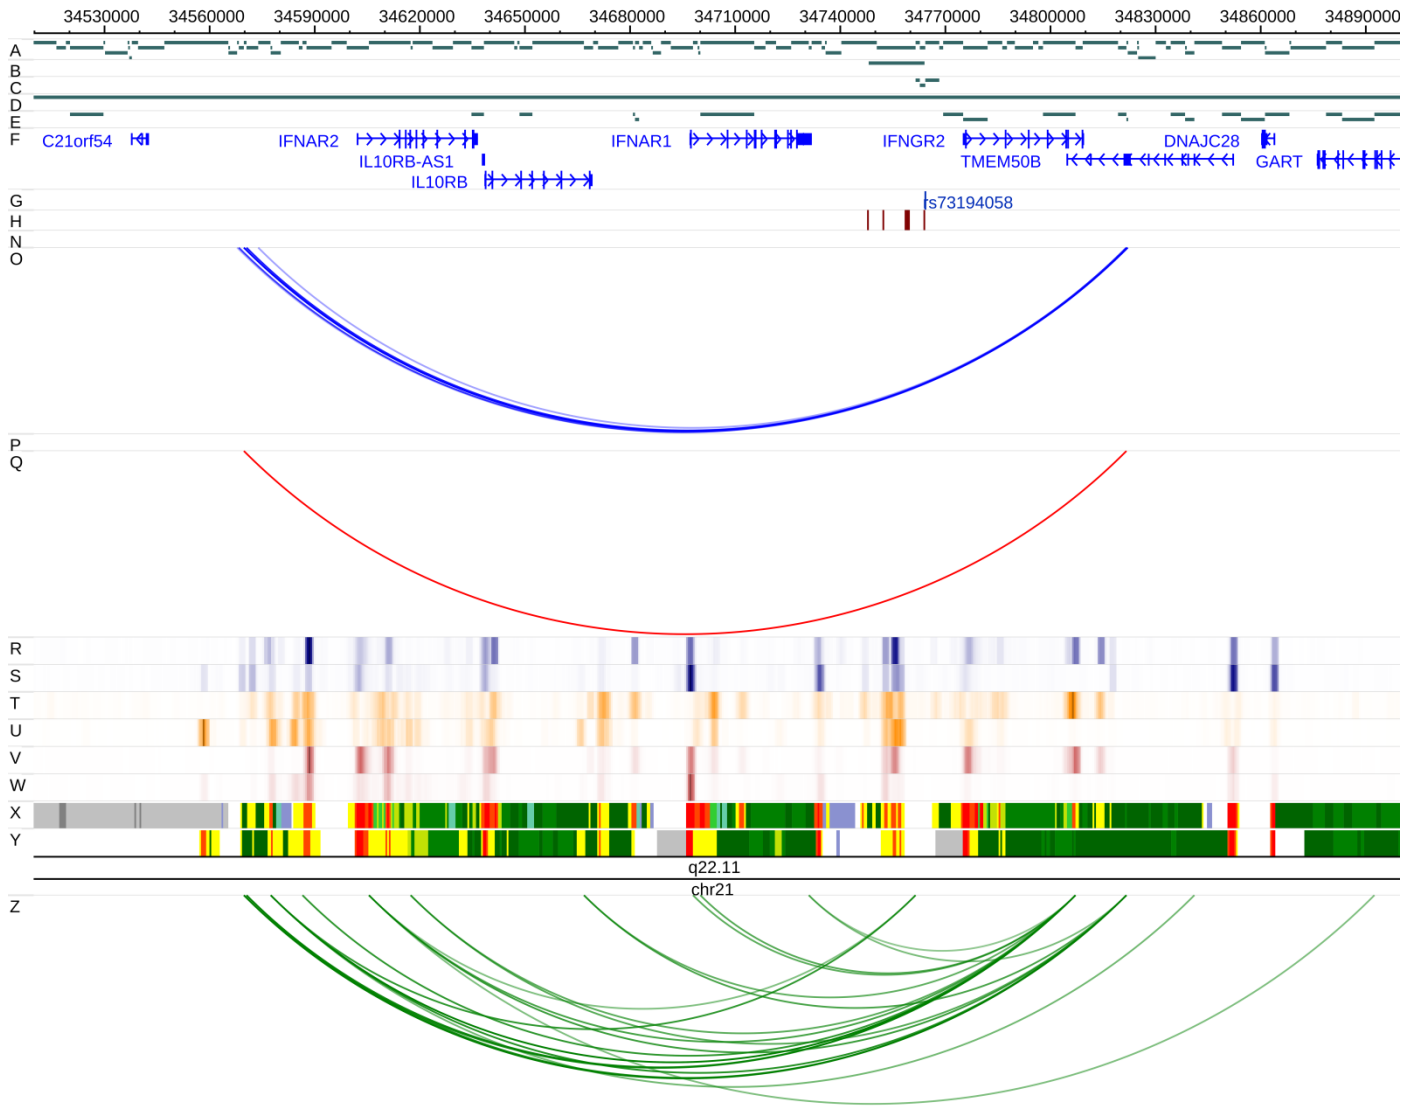 34530000 34560000 34590000 34620000 34650000 34680000 34710000 34740000 34770000 34800000 34830000 34860000 34890000
A
B
C
D
E
F C21orf54 IFNAR2 IFNAR1 IFNGR2 DNAJC28
IL10RB-AS1 TMEM50B GART
IL10RB
G rs73194058
H
N
O
P
Q
R
S
T
U
V
W
X
Y
q22.11
chr21
Z